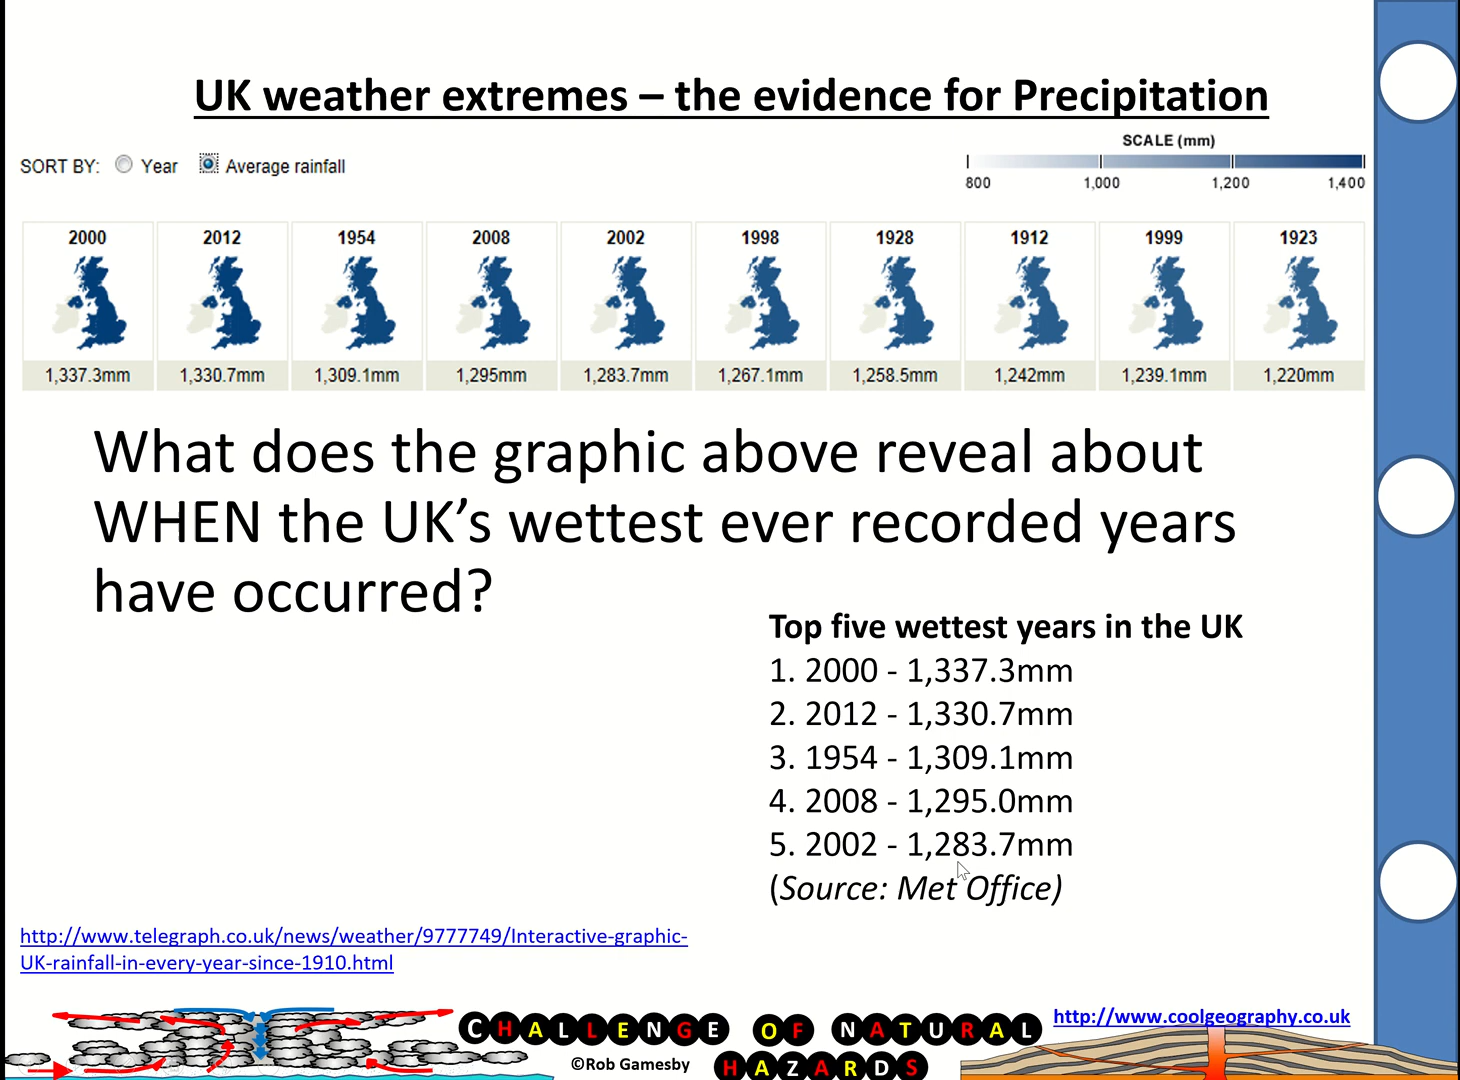 UK weather extremes – the evidence for Precipitation
SCALE (mm)
SORT BY: Year Average rainfall
800 1,000 1,200 1,400
2000 2012 1954 2008 2002 1998 1928 1912 1999 1923
1,337.3mm 1,330.7mm 1,309.1mm 1,295mm 1,283.7mm 1,267.1mm 1,258.5mm 1,242mm 1,239.1mm 1,220mm
What does the graphic above reveal about
WHEN the UK’s wettest ever recorded years
have occurred?
Top five wettest years in the UK
1. 2000 - 1,337.3mm
2. 2012 - 1,330.7mm
3. 1954 - 1,309.1mm
4. 2008 - 1,295.0mm
5. 2002 - 1,283.7mm
(Source: Met Office)
http://www.telegraph.co.uk/news/weather/9777749/Interactive-graphic-
UK-rainfall-in-every-year-since-1910.html
CHALLENGE OF NATURAL
HAZARDS
©Rob Gamesby
http://www.coolgeography.co.uk